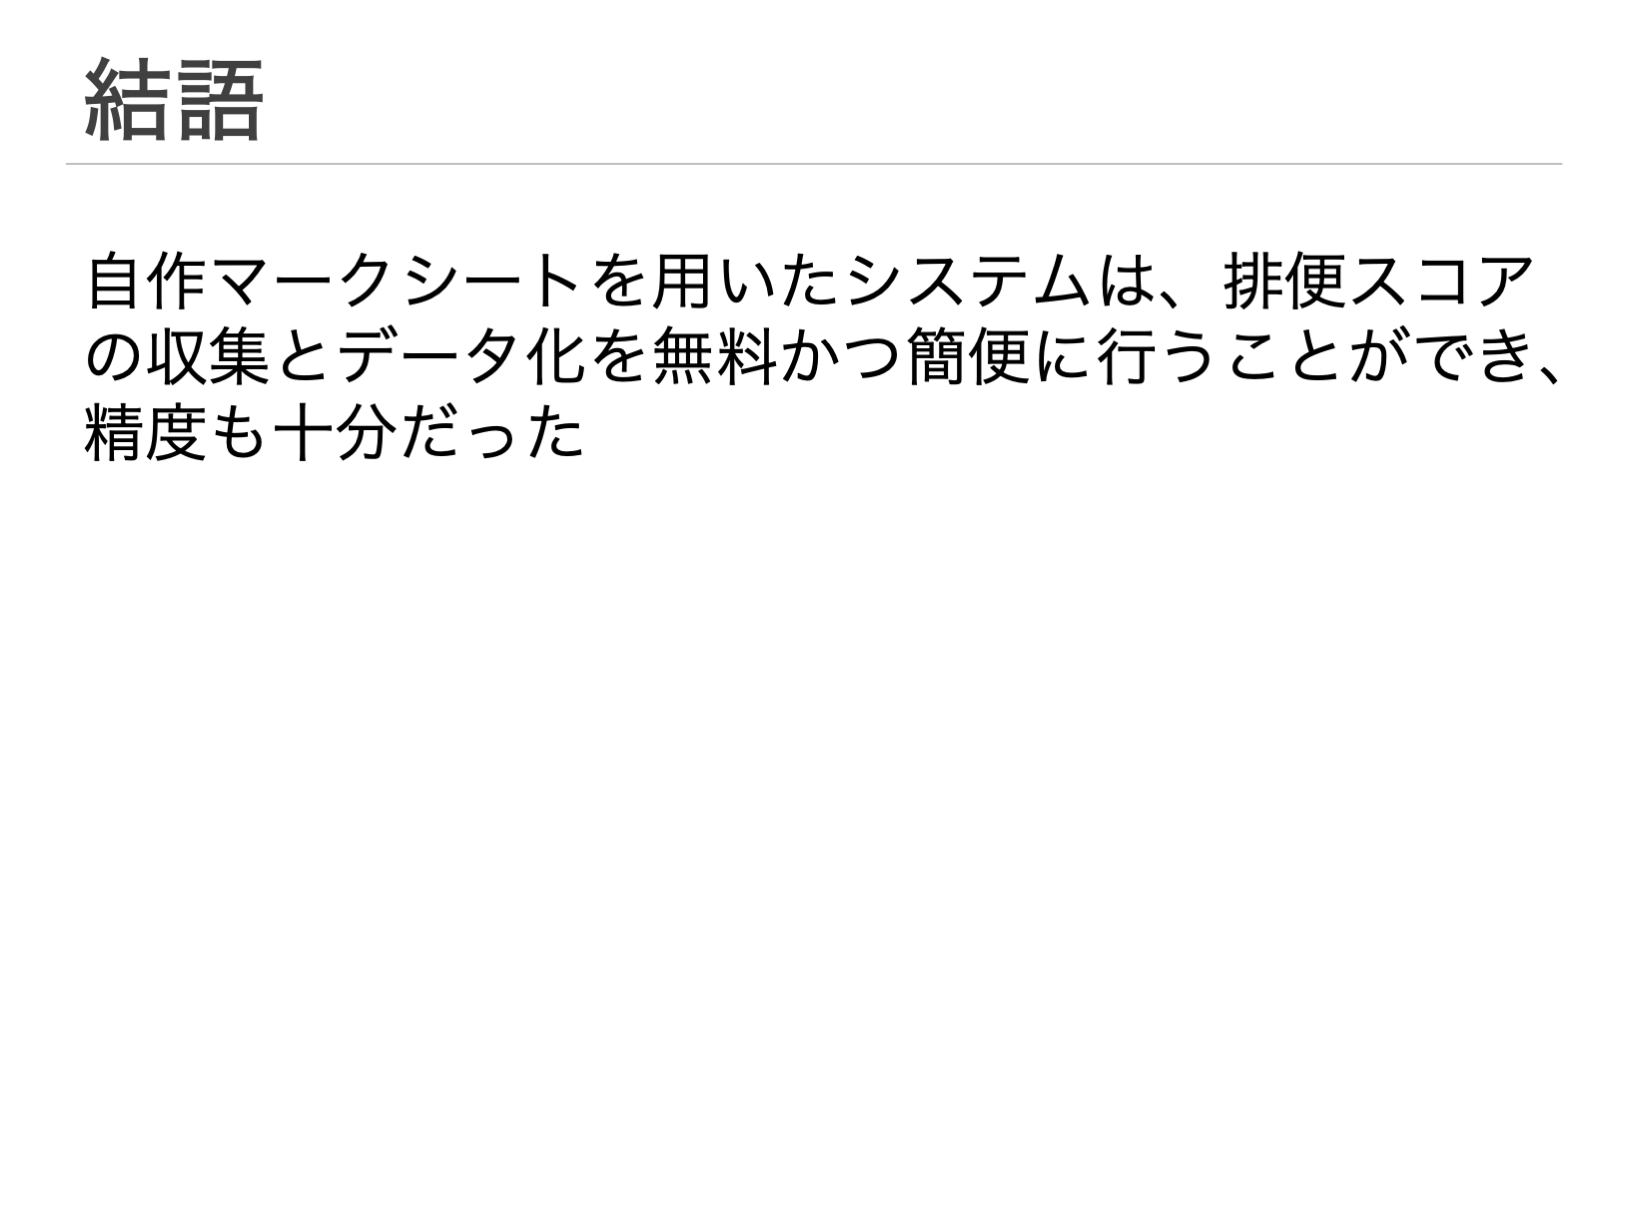 結語
自作マークシートを用いたシステムは、排便スコア
の収集とデータ化を無料かつ簡便に行うことができ、
精度も十分だった